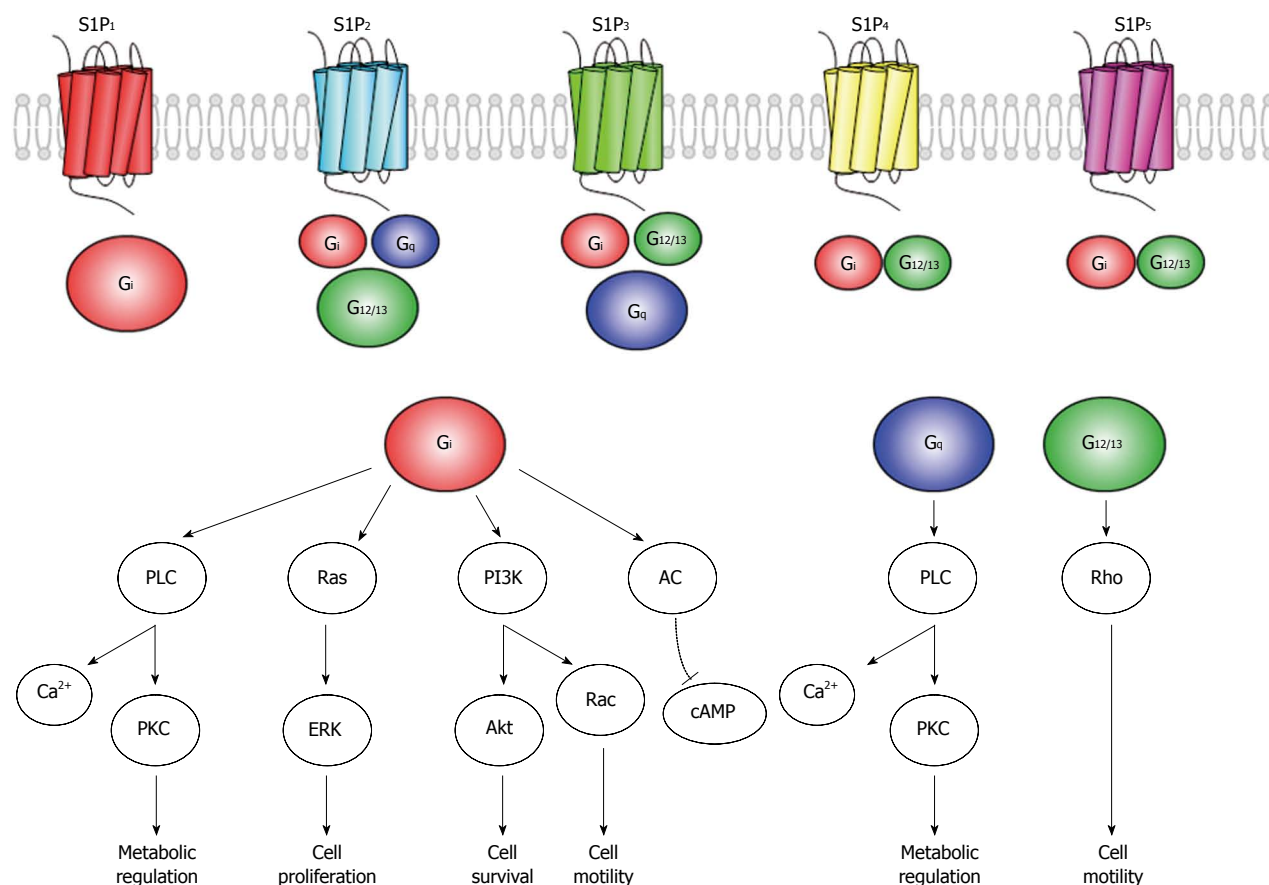 S1P1 S1P2 S1P3 S1P4 S1P5
Gi Gq Gi G12/13
Gi G12/13 Gq Gi G12/13 Gi G12/13
Gi Gq G12/13
PLC Ras PI3K AC PLC Rho
Ca2+ Rac cAMP Ca2+
PKC ERK Akt PKC
Metabolic regulation
Cell proliferation
Cell survival
Cell motility
Metabolic regulation
Cell motility